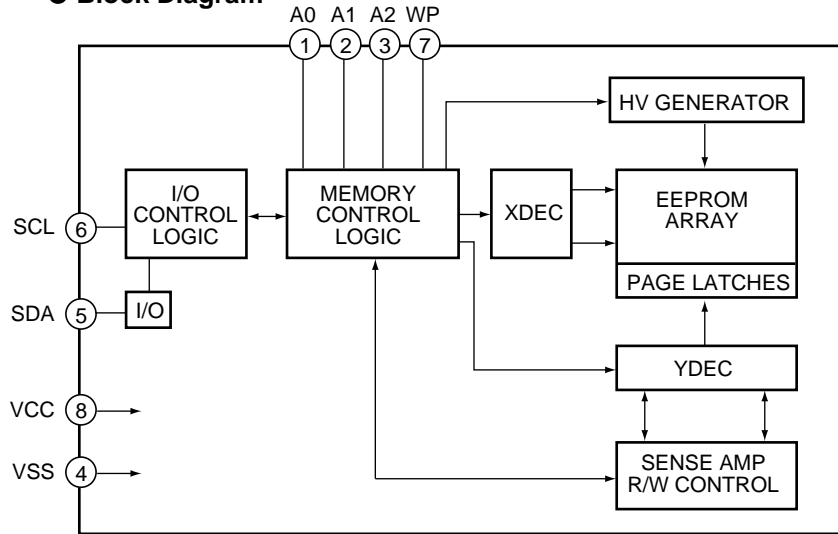 Block Diagram
A0 A1 A2 WP
1 2 3 7
HV GENERATOR
I/O
CONTROL
LOGIC
MEMORY
CONTROL
LOGIC
XDEC
EEPROM
ARRAY
PAGE LATCHES
SCL 6
SDA 5
I/O
YDEC
VCC 8
VSS 4
SENSE AMP
R/W CONTROL